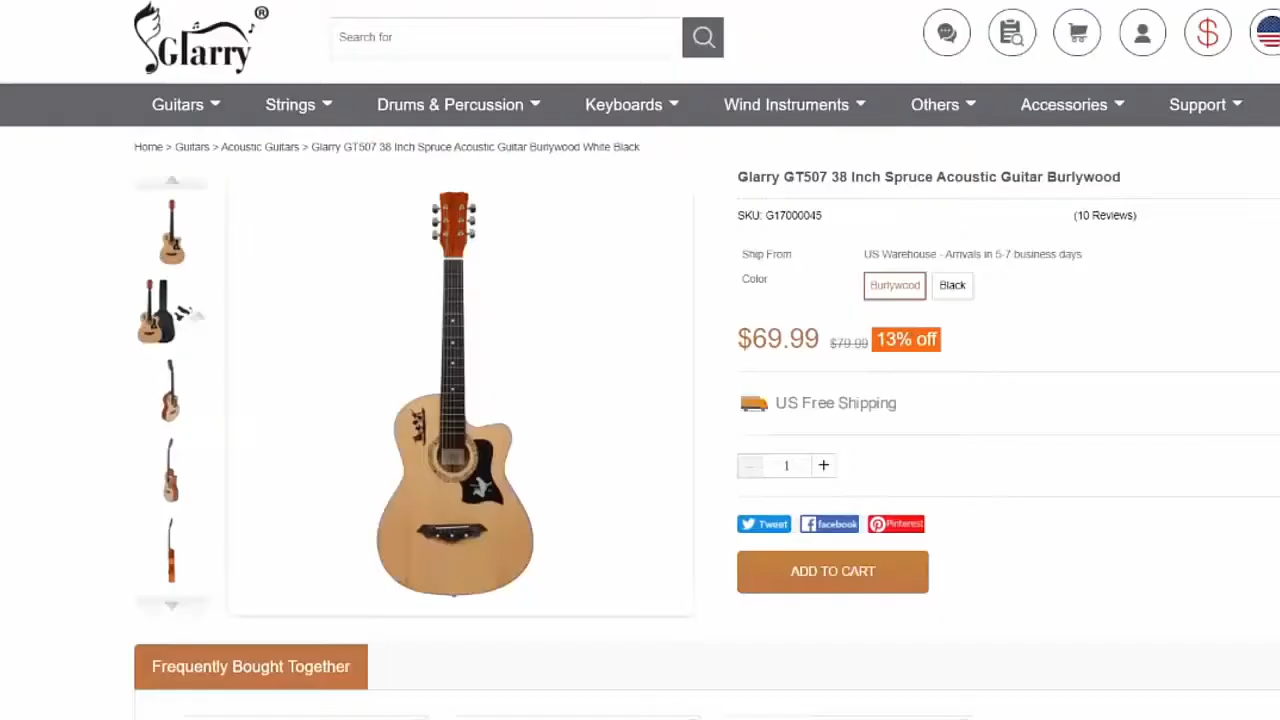 Glarry®
Search for
Guitars Strings Drums & Percussion Keyboards Wind Instruments Others Accessories Support
Home > Guitars > Acoustic Guitars > Glarry GT507 38 Inch Spruce Acoustic Guitar Burlywood White Black
Glarry GT507 38 Inch Spruce Acoustic Guitar Burlywood
SKU: G17000045 (10 Reviews)
Ship From US Warehouse - Arrivals in 5-7 business days
Color Burlywood Black
$69.99 $79.99 13% off
US Free Shipping
- 1 +
Tweet facebook Pinterest
ADD TO CART
Frequently Bought Together